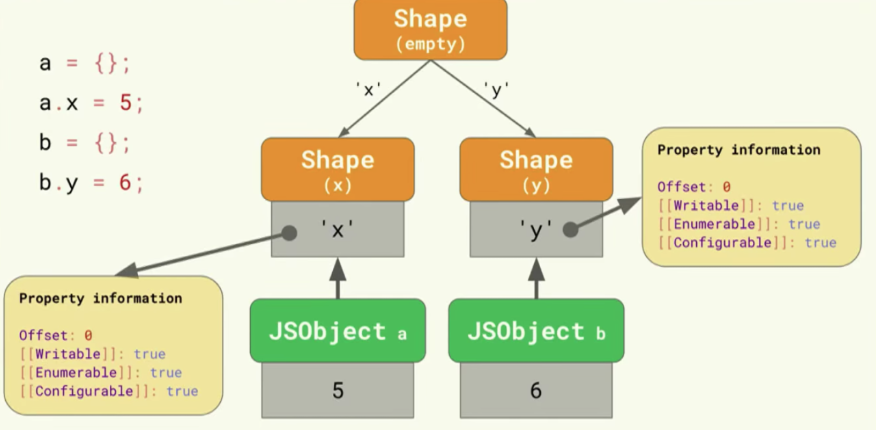 Shape
(empty)
a = {};
a.x = 5;
b = {};
b.y = 6;
'x'
'y'
Shape
(x)
'x'
Shape
(y)
'y'
Property information
Offset: 0
[[Writable]]: true
[[Enumerable]]: true
[[Configurable]]: true
Property information
Offset: 0
[[Writable]]: true
[[Enumerable]]: true
[[Configurable]]: true
JSObject a
5
JSObject b
6